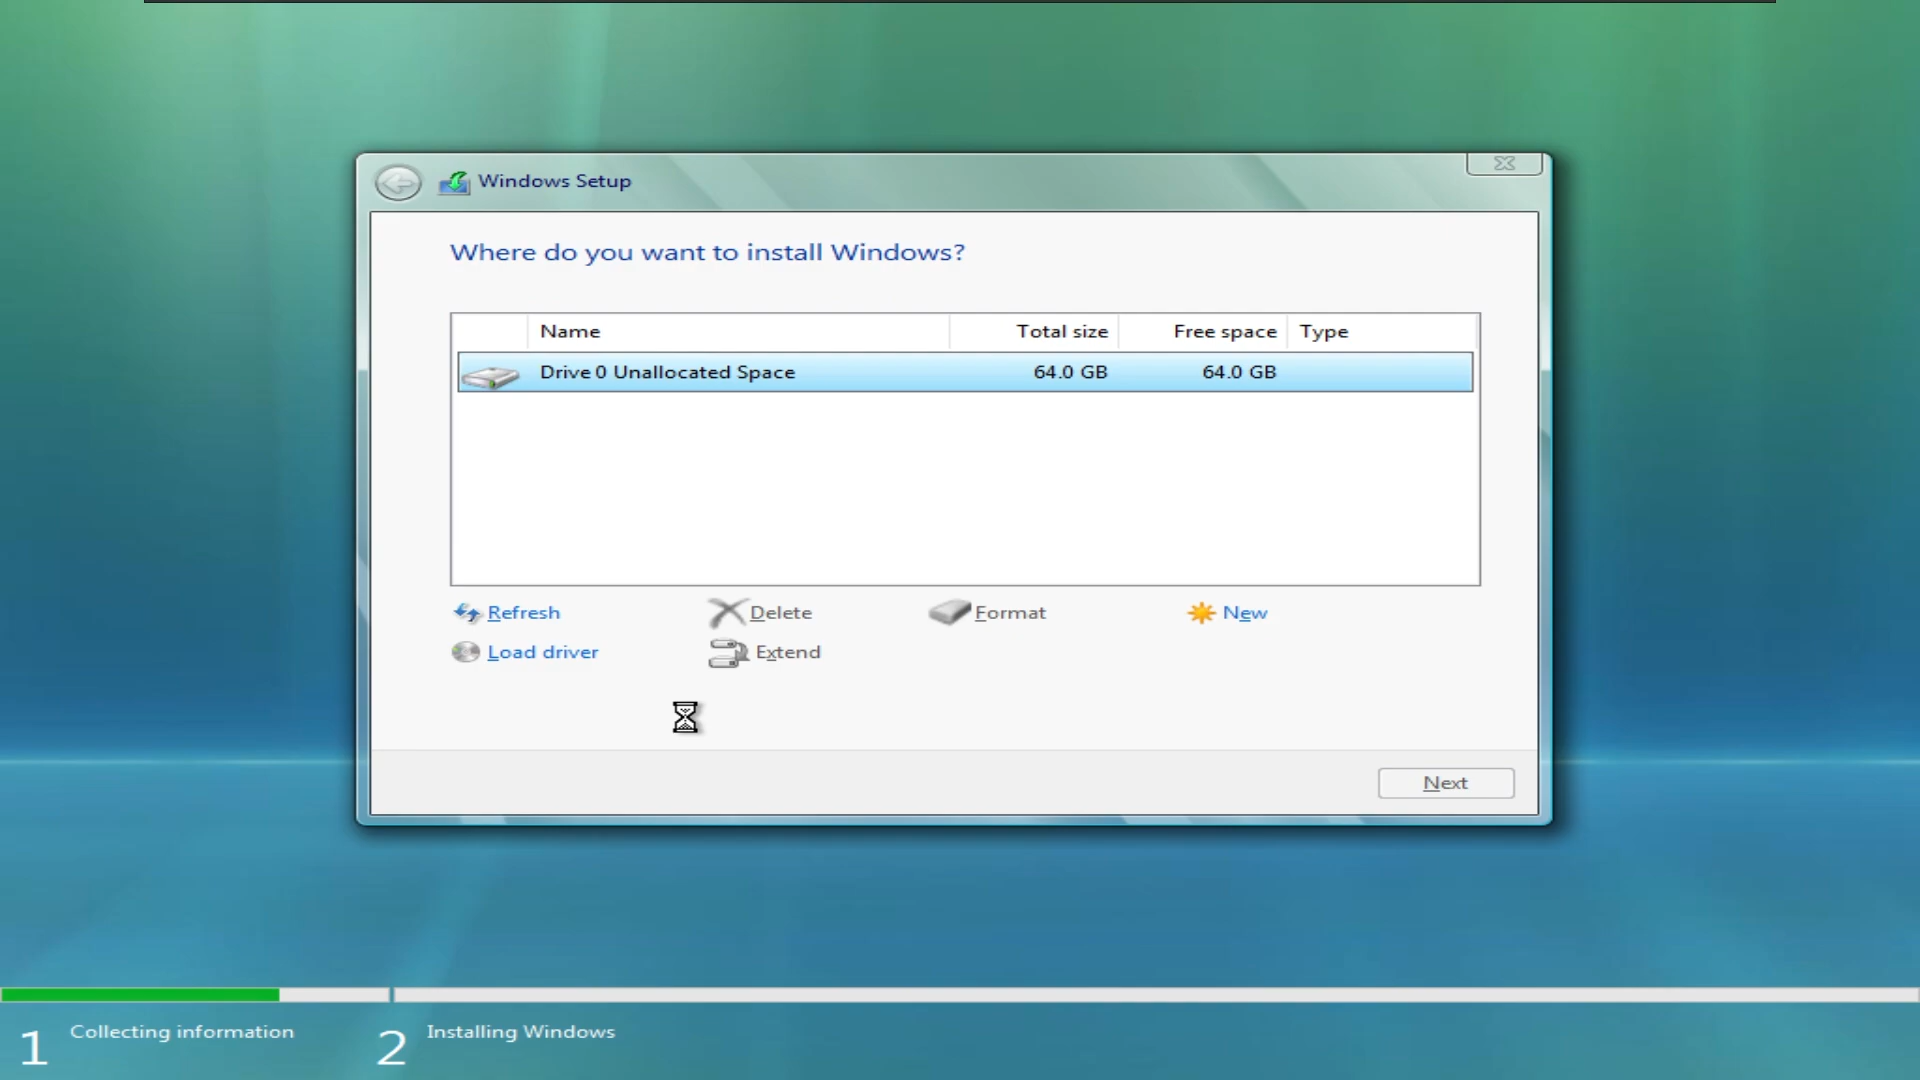 Windows Setup
Where do you want to install Windows?
Name Total size Free space Type
Drive 0 Unallocated Space 64.0 GB 64.0 GB
Refresh Delete Format New
Load driver Extend
Next
1 Collecting information 2 Installing Windows